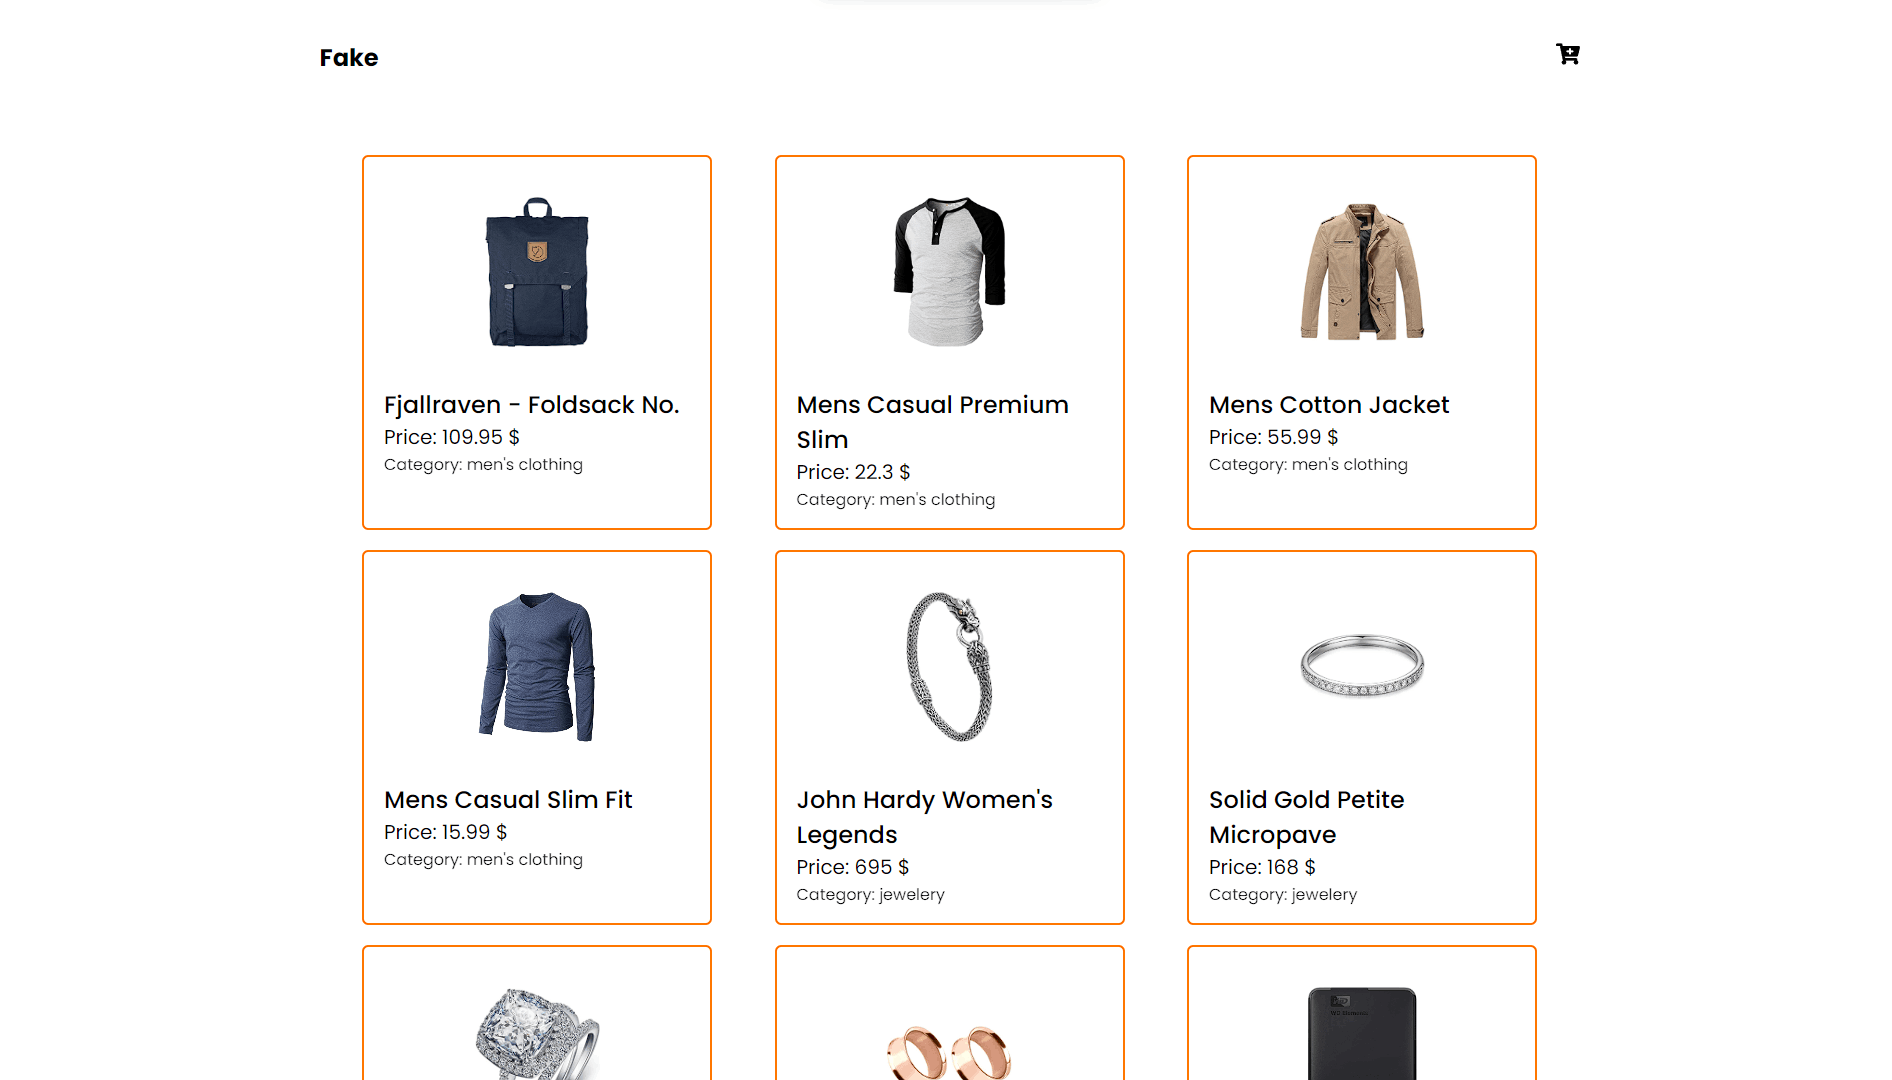 Fake
Fjallraven - Foldsack No.
Price: 109.95 $
Category: men's clothing
Mens Casual Premium
Slim
Price: 22.3 $
Category: men's clothing
Mens Cotton Jacket
Price: 55.99 $
Category: men's clothing
Mens Casual Slim Fit
Price: 15.99 $
Category: men's clothing
John Hardy Women's
Legends
Price: 695 $
Category: jewelery
Solid Gold Petite
Micropave
Price: 168 $
Category: jewelery
WD Elements